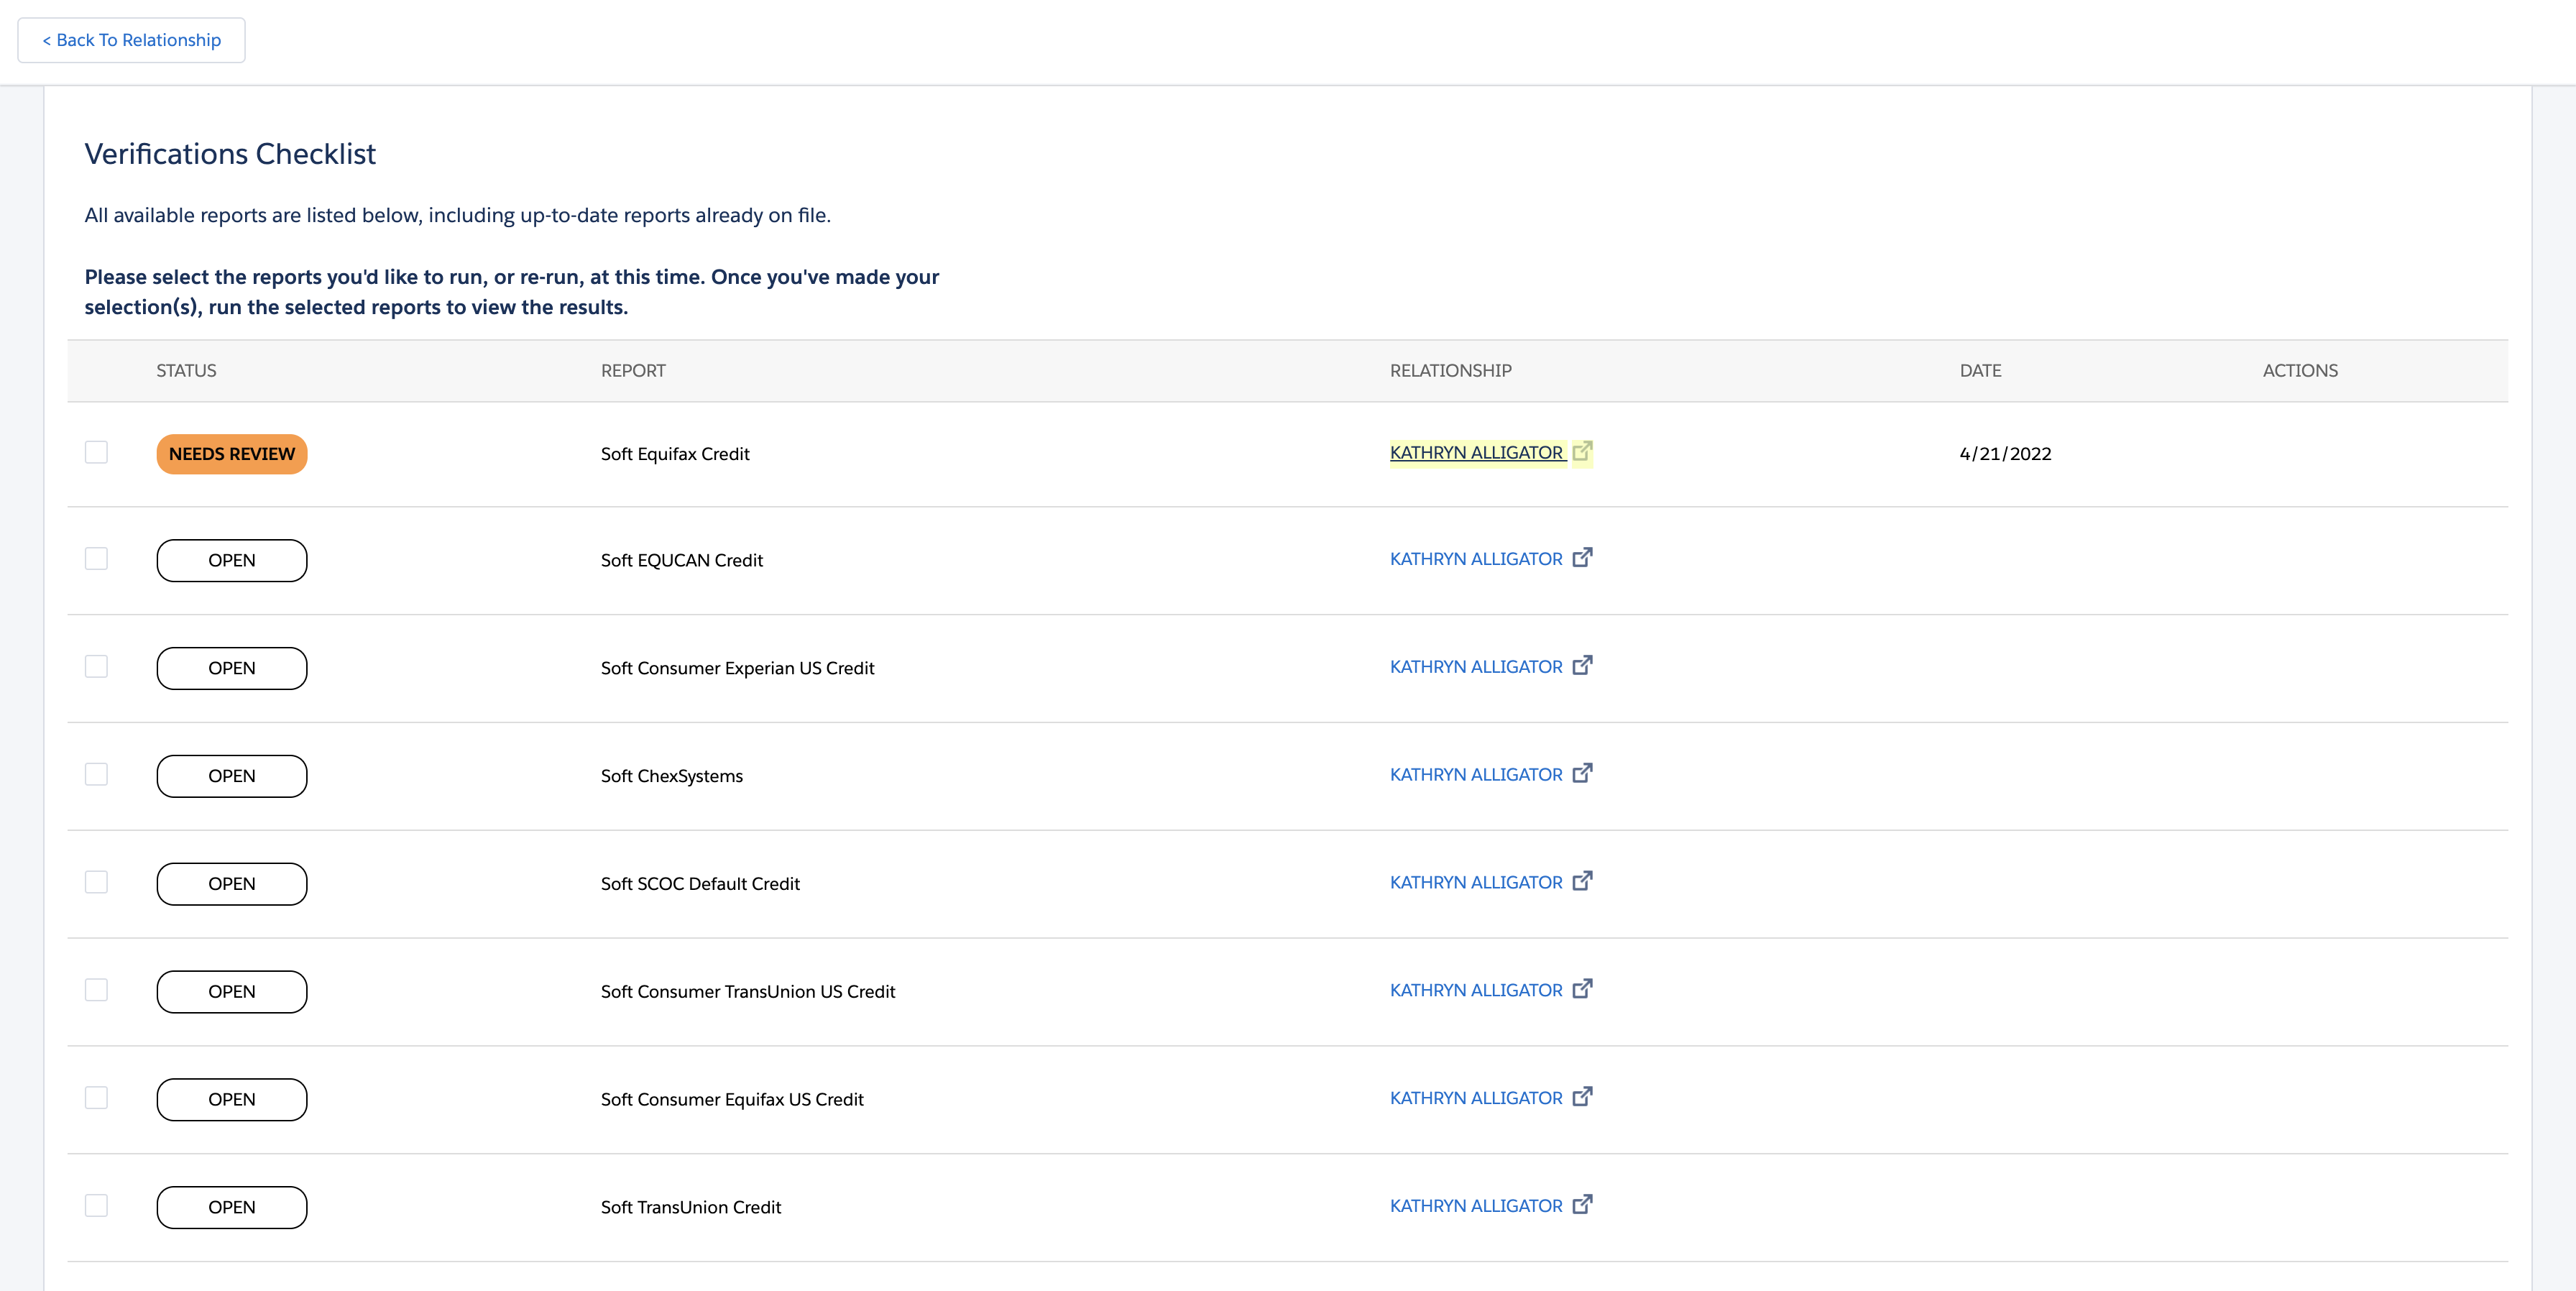 < Back To Relationship
Verifications Checklist
All available reports are listed below, including up-to-date reports already on file.
Please select the reports you'd like to run, or re-run, at this time. Once you've made your
selection(s), run the selected reports to view the results.
STATUS REPORT RELATIONSHIP DATE ACTIONS
NEEDS REVIEW Soft Equifax Credit KATHRYN ALLIGATOR 4/21/2022
OPEN Soft EQUCAN Credit KATHRYN ALLIGATOR
OPEN Soft Consumer Experian US Credit KATHRYN ALLIGATOR
OPEN Soft ChexSystems KATHRYN ALLIGATOR
OPEN Soft SCOC Default Credit KATHRYN ALLIGATOR
OPEN Soft Consumer TransUnion US Credit KATHRYN ALLIGATOR
OPEN Soft Consumer Equifax US Credit KATHRYN ALLIGATOR
OPEN Soft TransUnion Credit KATHRYN ALLIGATOR